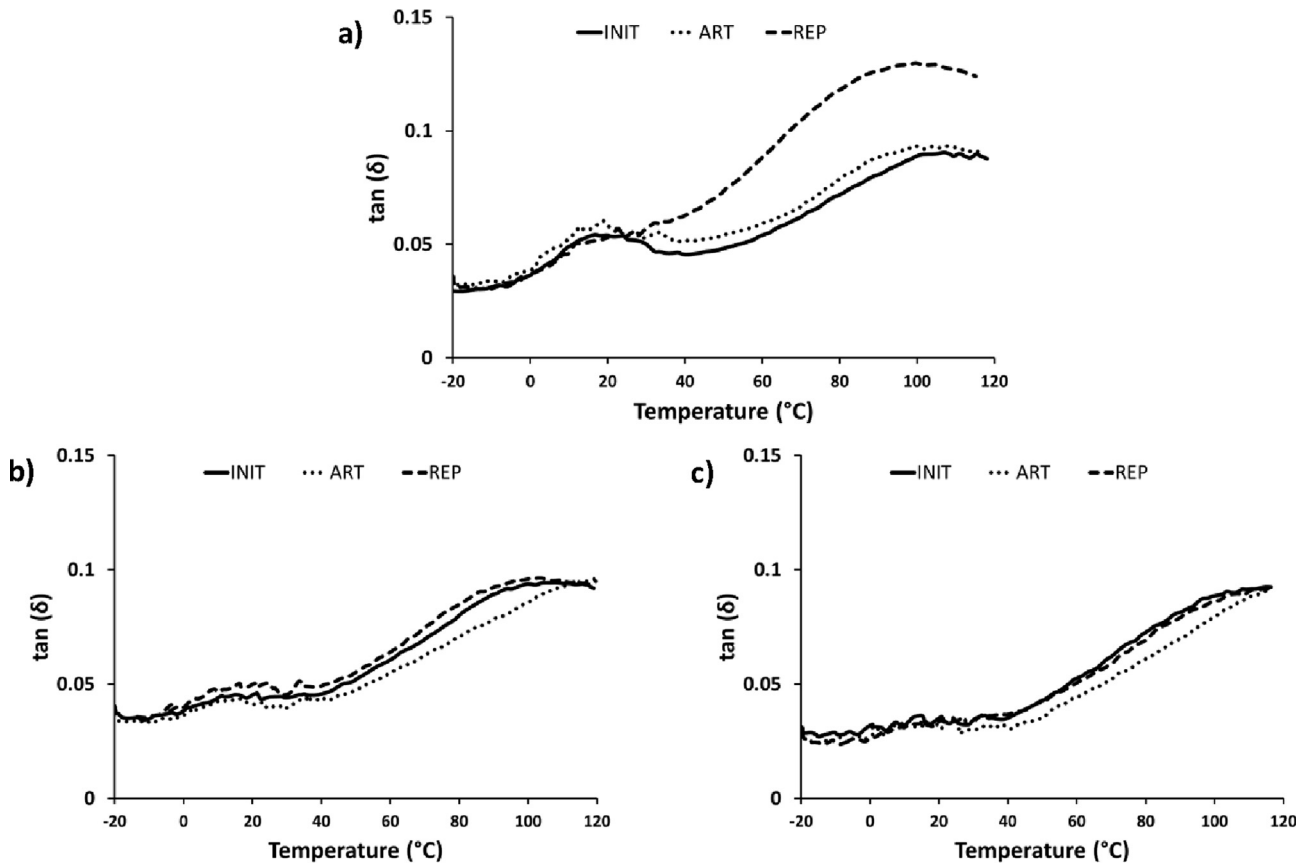 a)
0.15
INIT ART REP
0.1
tan (δ)
0.05
0
-20 0 20 40 60 80 100 120
Temperature (°C)
b)
0.15
INIT ART REP
0.1
tan (δ)
0.05
0
-20 0 20 40 60 80 100 120
Temperature (°C)
c)
0.15
INIT ART REP
0.1
tan (δ)
0.05
0
-20 0 20 40 60 80 100 120
Temperature (°C)